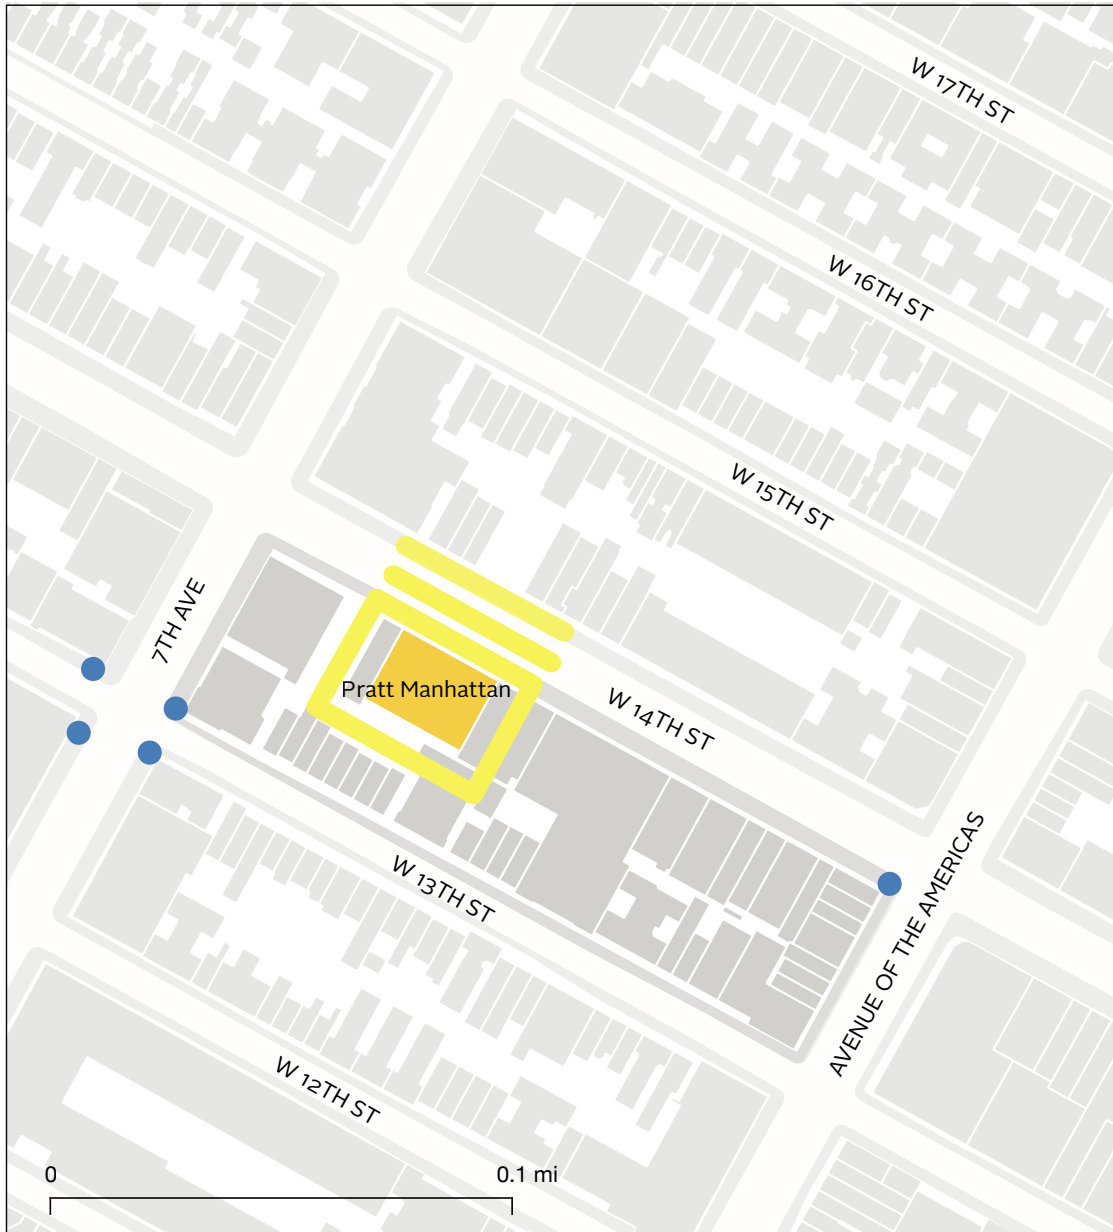 W 17TH ST
W 16TH ST
W 15TH ST
7TH AVE
Pratt Manhattan
W 14TH ST
W 13TH ST
AVENUE OF THE AMERICAS
W 12TH ST
0
0.1 mi